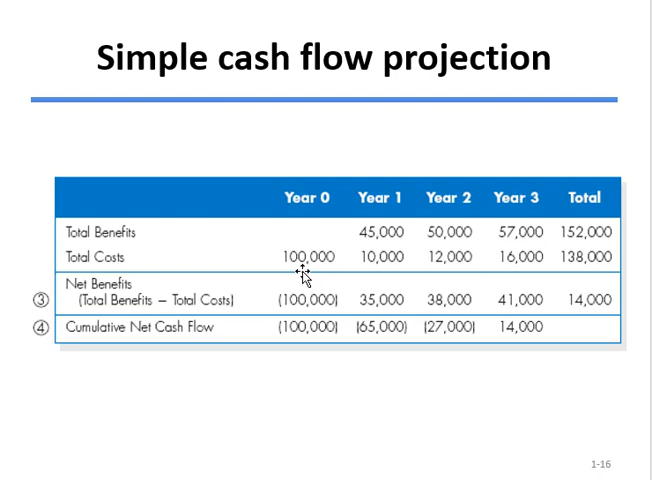 Simple cash flow projection
Year 0 Year 1 Year 2 Year 3 Total
Total Benefits 45,000 50,000 57,000 152,000
Total Costs 100,000 10,000 12,000 16,000 138,000
Net Benefits
③ (Total Benefits – Total Costs) (100,000) 35,000 38,000 41,000 14,000
④ Cumulative Net Cash Flow (100,000) (65,000) (27,000) 14,000
1-16